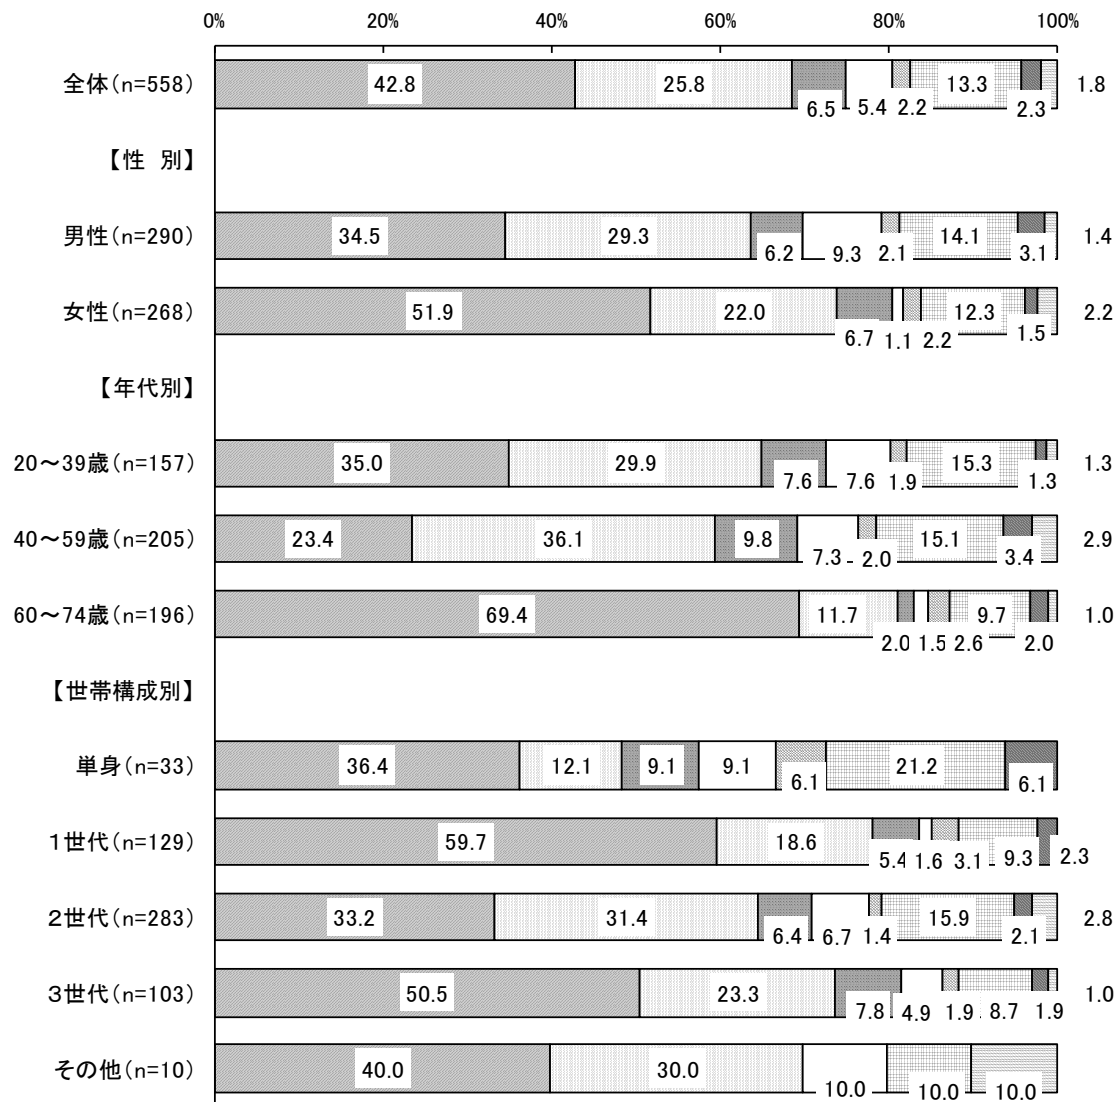 0% 20% 40% 60% 80% 100%
全体(n=558) 42.8 25.8 6.5 5.4 2.2 13.3 2.3 1.8
【性 別】
男性(n=290) 34.5 29.3 6.2 9.3 2.1 14.1 3.1 1.4
女性(n=268) 51.9 22.0 6.7 1.1 2.2 12.3 1.5 2.2
【年代別】
20～39歳(n=157) 35.0 29.9 7.6 7.6 1.9 15.3 1.3 1.3
40～59歳(n=205) 23.4 36.1 9.8 7.3 2.0 15.1 3.4 2.9
60～74歳(n=196) 69.4 11.7 2.0 1.5 2.6 9.7 2.0 1.0
【世帯構成別】
単身(n=33) 36.4 12.1 9.1 9.1 6.1 21.2 6.1
1世代(n=129) 59.7 18.6 5.4 1.6 3.1 9.3 2.3
2世代(n=283) 33.2 31.4 6.4 6.7 1.4 15.9 2.1 2.8
3世代(n=103) 50.5 23.3 7.8 4.9 1.9 8.7 1.9 1.0
その他(n=10) 40.0 30.0 10.0 10.0 10.0